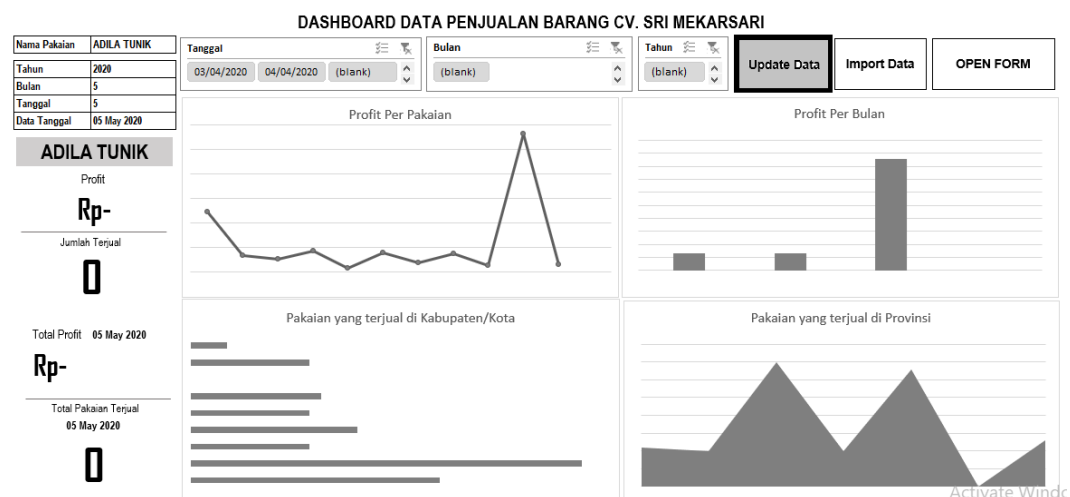 DASHBOARD DATA PENJUALAN BARANG CV. SRI MEKARSARI
Nama Pakaian ADILA TUNIK
Tahun 2020
Bulan 5
Tanggal 5
Data Tanggal 05 May 2020
Tanggal
03/04/2020 04/04/2020 (blank)
Bulan
(blank)
Tahun
(blank)
Update Data
Import Data
OPEN FORM
ADILA TUNIK
Profit
Rp-
Jumlah Terjual
0
Total Profit 05 May 2020
Rp-
Total Pakaian Terjual
05 May 2020
0
Profit Per Pakaian
Profit Per Bulan
Pakaian yang terjual di Kabupaten/Kota
Pakaian yang terjual di Provinsi